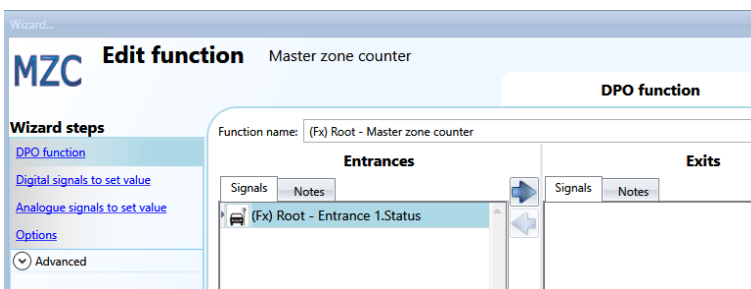 Wizard...
MZC
Edit function
Master zone counter
DPO function
Wizard steps
DPO function
Digital signals to set value
Analogue signals to set value
Options
Advanced
Function name: (Fx) Root - Master zone counter
Entrances
Exits
Signals
Notes
Signals
Notes
(Fx) Root - Entrance 1.Status